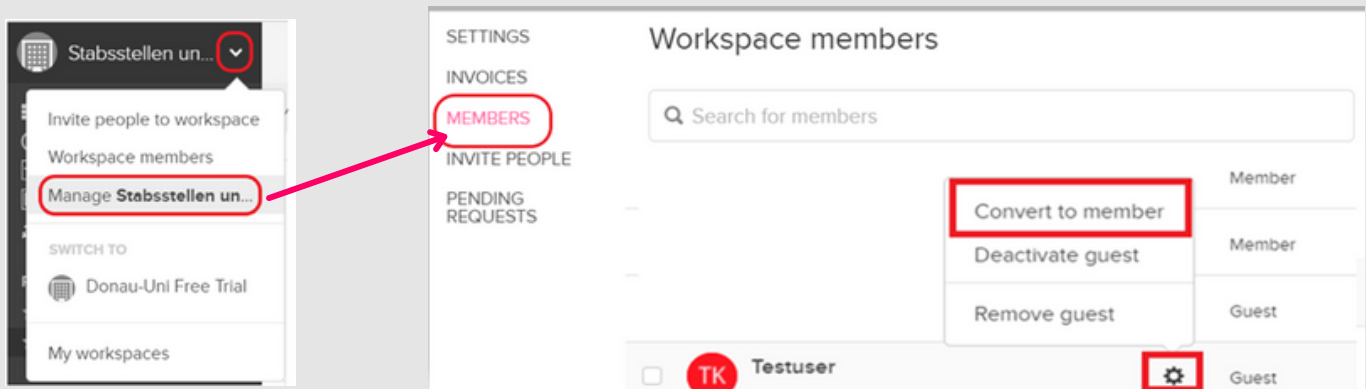 Stabsstellen un...
Invite people to workspace
Workspace members
Manage Stabsstellen un...
SWITCH TO
Donau-Uni Free Trial
My workspaces
SETTINGS
INVOICES
MEMBERS
INVITE PEOPLE
PENDING
REQUESTS
Workspace members
Search for members
Member
Convert to member
Member
Deactivate guest
Remove guest
Guest
TK
Testuser
Guest